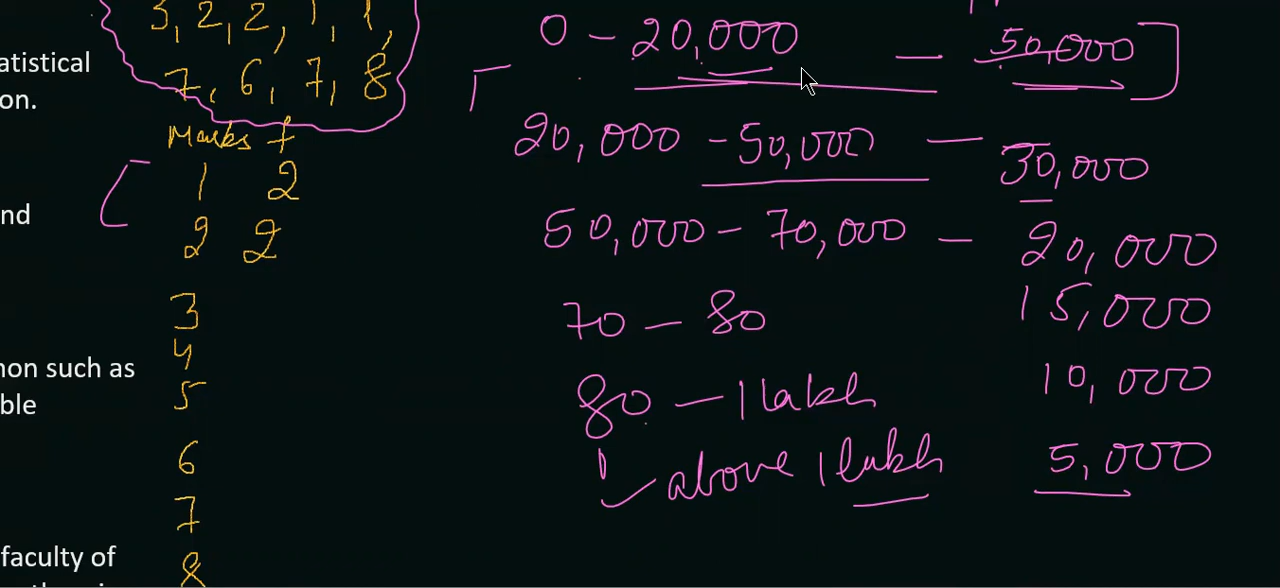 3, 2, 2, 1, 1,
7, 6, 7, 8
atistical
on.
Marks f
1 2
2 2
3
4
5
6
7
8
nd
non such as
ble
faculty of
0 - 20,000 - 50,000
20,000 - 50,000 - 30,000
50,000 - 70,000 - 20,000
70 - 80 15,000
80 - 1 lakh 10,000
above 1 lakh 5,000